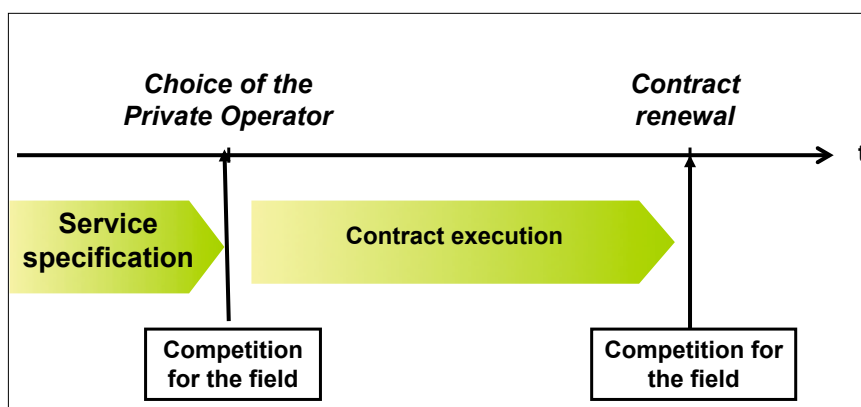 Choice of the
Private Operator
Contract
renewal
t
Service
specification
Contract execution
Competition
for the field
Competition for
the field